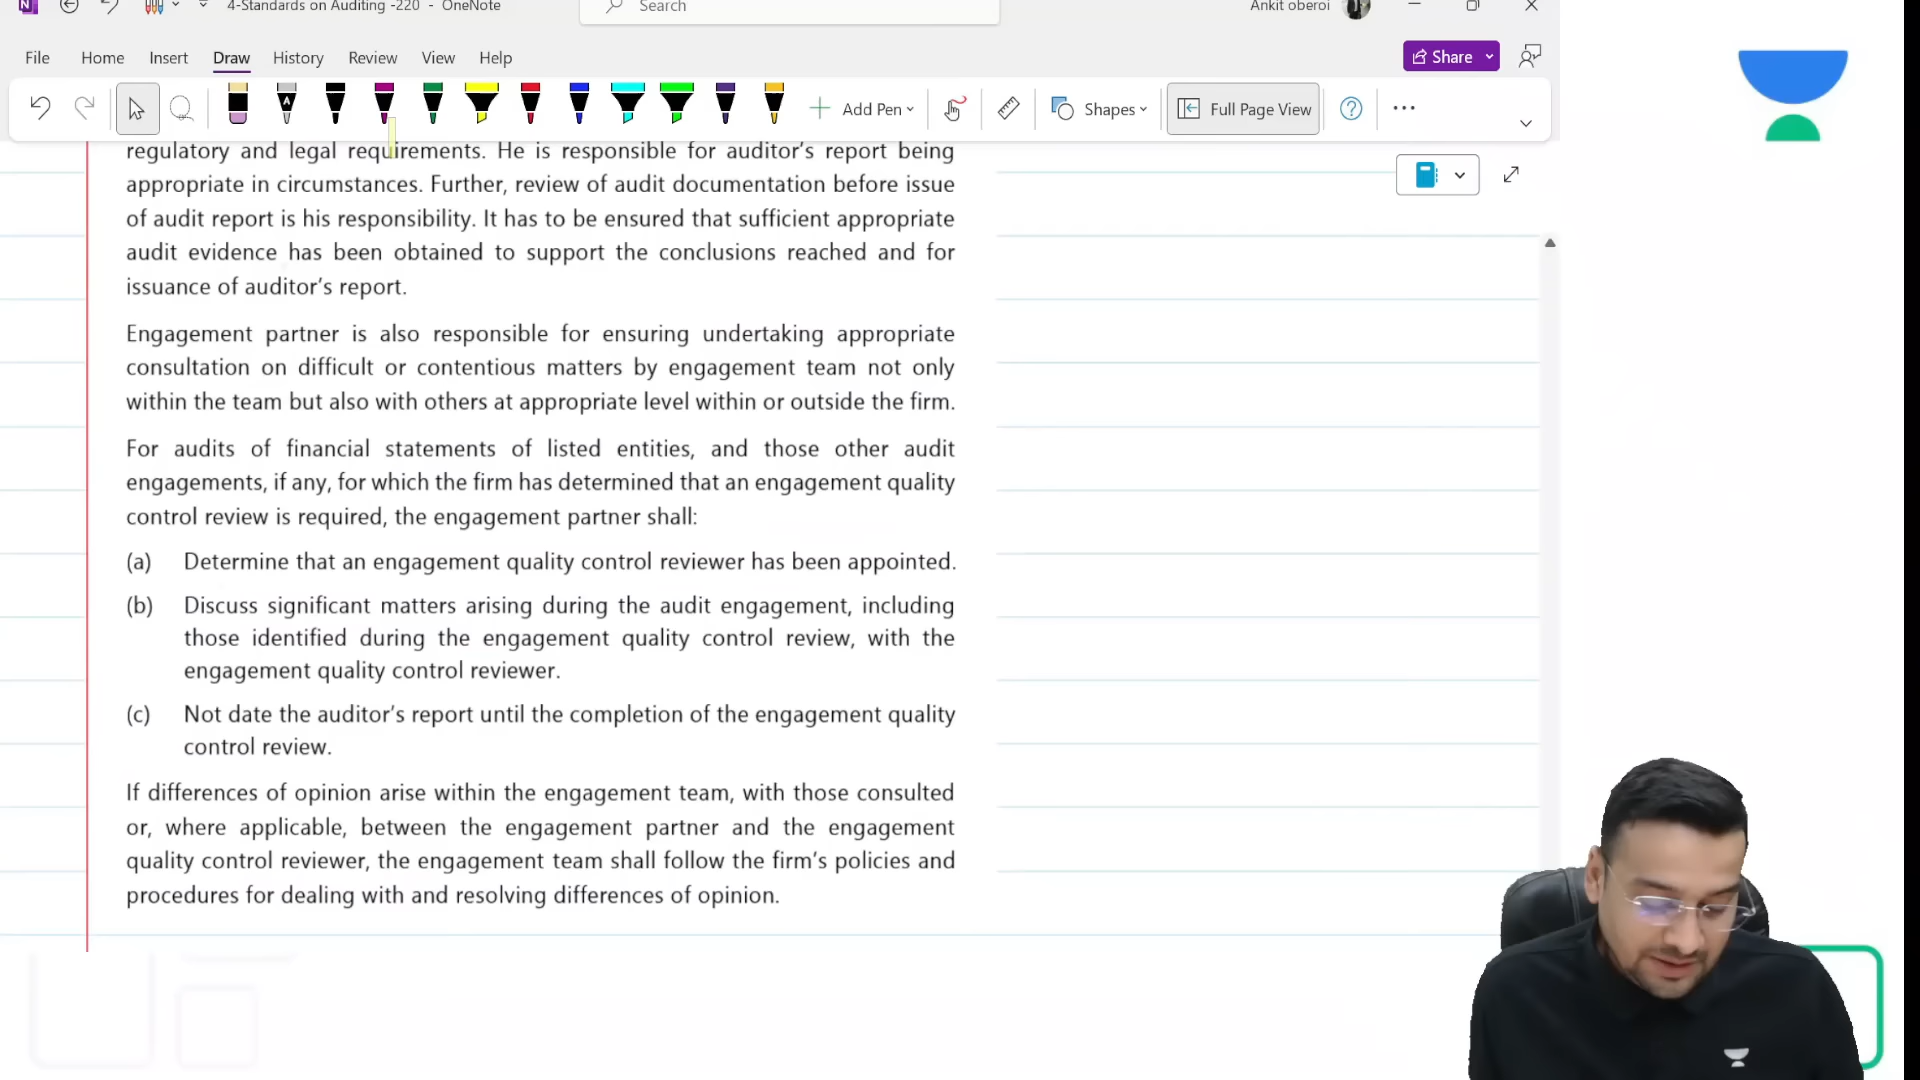 4-Standards on Auditing -220 - OneNote
Search
Ankit oberoi
File Home Insert Draw History Review View Help
Share
Add Pen
Shapes
Full Page View
regulatory and legal requirements. He is responsible for auditor's report being
appropriate in circumstances. Further, review of audit documentation before issue
of audit report is his responsibility. It has to be ensured that sufficient appropriate
audit evidence has been obtained to support the conclusions reached and for
issuance of auditor's report.
Engagement partner is also responsible for ensuring undertaking appropriate
consultation on difficult or contentious matters by engagement team not only
within the team but also with others at appropriate level within or outside the firm.
For audits of financial statements of listed entities, and those other audit
engagements, if any, for which the firm has determined that an engagement quality
control review is required, the engagement partner shall:
(a) Determine that an engagement quality control reviewer has been appointed.
(b) Discuss significant matters arising during the audit engagement, including
those identified during the engagement quality control review, with the
engagement quality control reviewer.
(c) Not date the auditor's report until the completion of the engagement quality
control review.
If differences of opinion arise within the engagement team, with those consulted
or, where applicable, between the engagement partner and the engagement
quality control reviewer, the engagement team shall follow the firm's policies and
procedures for dealing with and resolving differences of opinion.